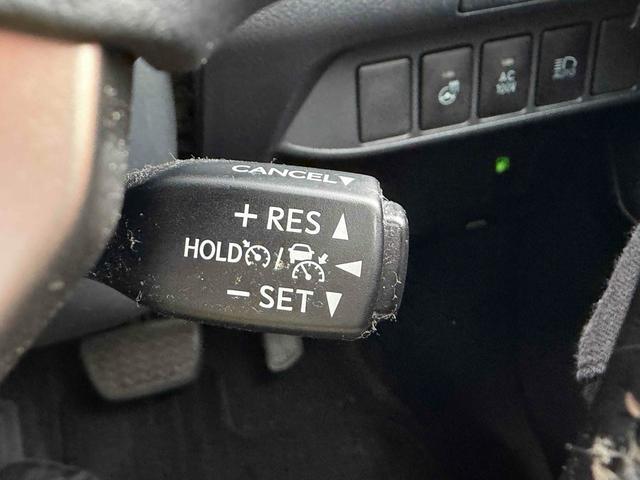 CANCEL
+ RES
HOLD /
- SET
AC
100V